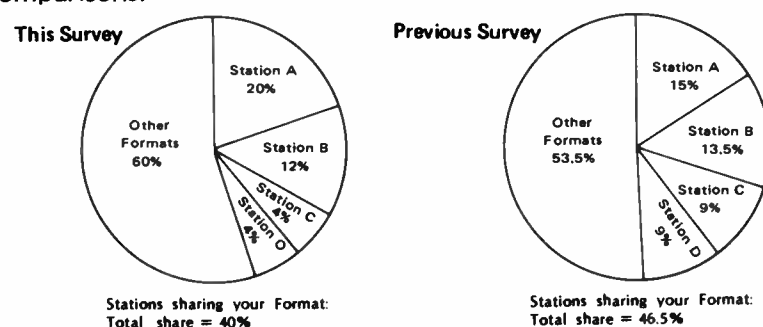 omparisons.
This Survey
Station A
20%
Other
Formats
60%
Station B
12%
Station C
4%
Station O
4%
Stations sharing your Format:
Total share = 40%
Previous Survey
Station A
15%
Other
Formats
53.5%
Station B
13.5%
Station C
9%
Station D
9%
Stations sharing your Format:
Total share = 46.5%